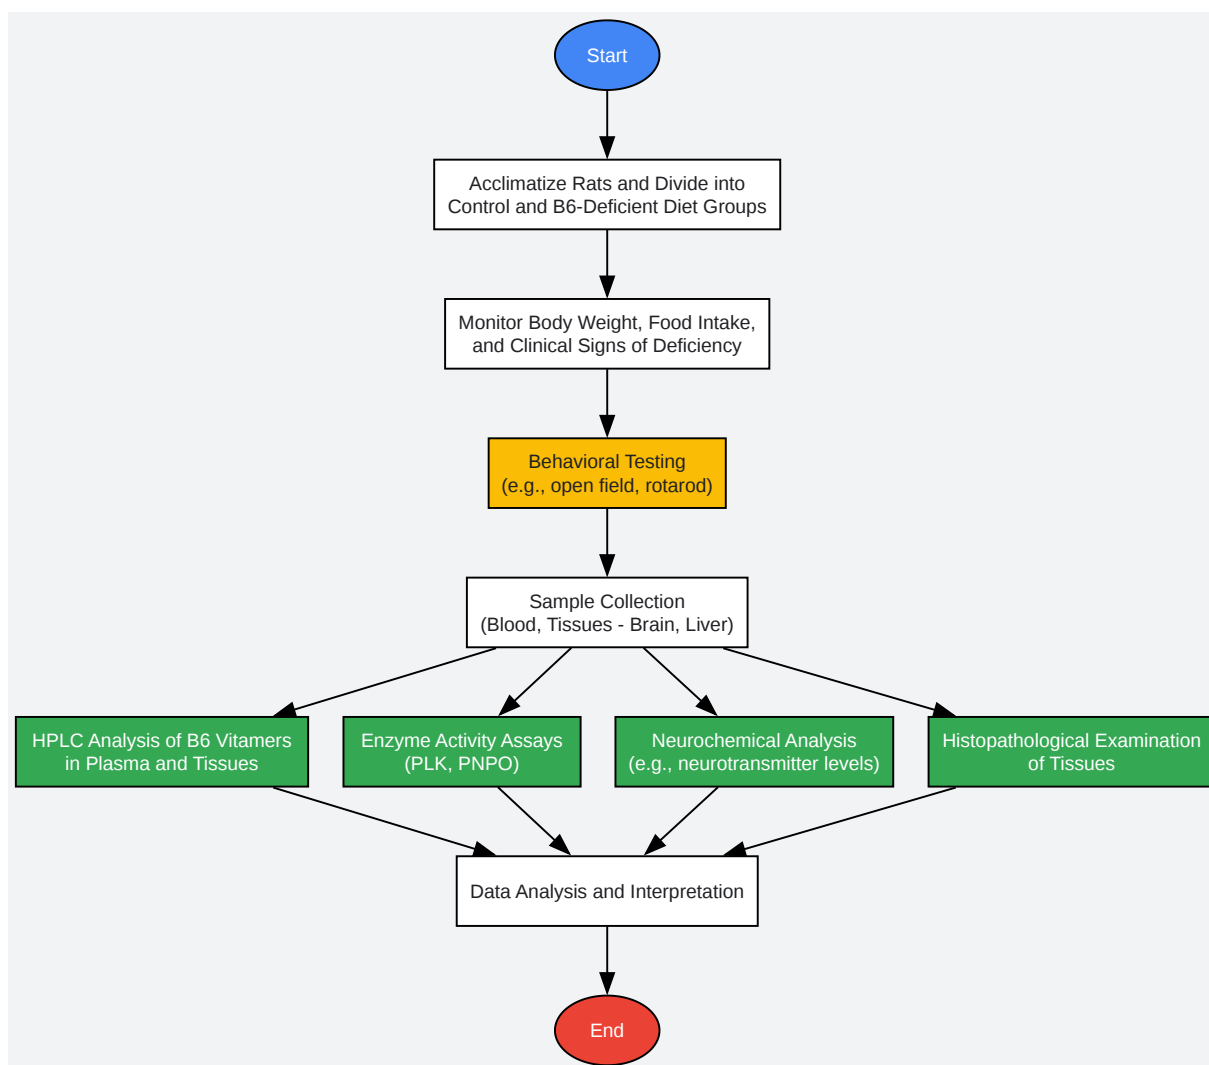 Start
Acclimatize Rats and Divide into
Control and B6-Deficient Diet Groups
Monitor Body Weight, Food Intake,
and Clinical Signs of Deficiency
Behavioral Testing
(e.g., open field, rotarod)
Sample Collection
(Blood, Tissues - Brain, Liver)
HPLC Analysis of B6 Vitamers
in Plasma and Tissues
Enzyme Activity Assays
(PLK, PNPO)
Neurochemical Analysis
(e.g., neurotransmitter levels)
Histopathological Examination
of Tissues
Data Analysis and Interpretation
End